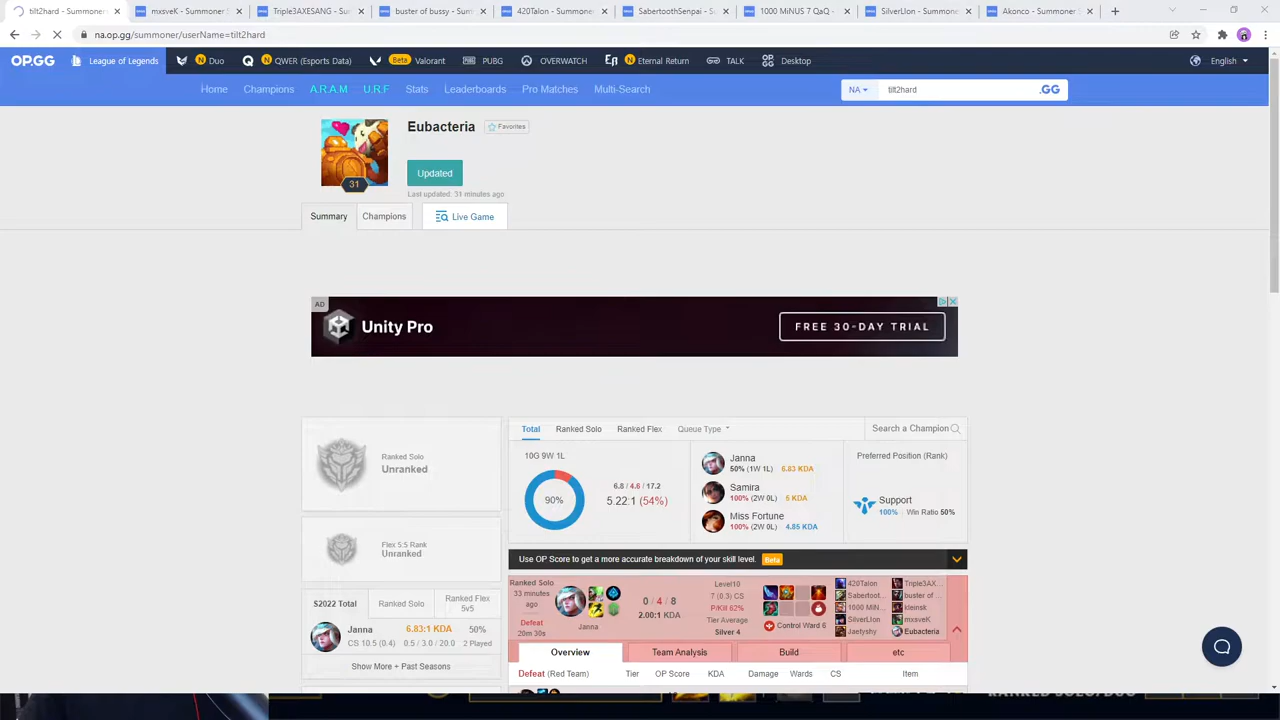 tilt2hard - Summoner S
mxsveK - Summoner S
Triple3AXESANG - Su
buster of bussy - Sum
420Talon - Summoner
SabertoothSenpai - S
1000 MiNUS 7 QaQ -
SilverLIon - Summone
Akonco - Summoner S
na.op.gg/summoner/userName=tilt2hard
OP.GG League of Legends N Duo N QWER (Esports Data) Beta Valorant PUBG OVERWATCH N Eternal Return TALK Desktop English
Home Champions A.R.A.M U.R.F Stats Leaderboards Pro Matches Multi-Search NA tilt2hard .GG
Eubacteria Favorites
31
Updated
Last updated: 31 minutes ago
Summary Champions Live Game
AD
Unity Pro FREE 30-DAY TRIAL
Ranked Solo
Unranked
Flex 5:5 Rank
Unranked
S2022 Total Ranked Solo Ranked Flex 5v5
Janna 6.83:1 KDA 50%
CS 10.5 (0.4) 0.5 / 3.0 / 20.0 2 Played
Show More + Past Seasons
Total Ranked Solo Ranked Flex Queue Type Search a Champion
10G 9W 1L
90%
6.8 / 4.6 / 17.2
5.22:1 (54%)
Janna
50% (1W 1L) 6.83 KDA
Samira
100% (2W 0L) 5 KDA
Miss Fortune
100% (2W 0L) 4.85 KDA
Preferred Position (Rank)
Support
100% Win Ratio 50%
Use OP Score to get a more accurate breakdown of your skill level. Beta
Ranked Solo
33 minutes ago
Defeat
20m 30s
Janna
0 / 4 / 8
2.00:1 KDA
Level10
7 (0.3) CS
P/Kill 62%
Tier Average
Silver 4
Control Ward 6
420Talon Triple3AX...
Sabertoot... buster of ...
1000 MiN... kleinsk
SilverLIon mxsveK
Jaetyshy Eubacteria
Overview Team Analysis Build etc
Defeat (Red Team) Tier OP Score KDA Damage Wards CS Item
RANKED SOLO/DUO